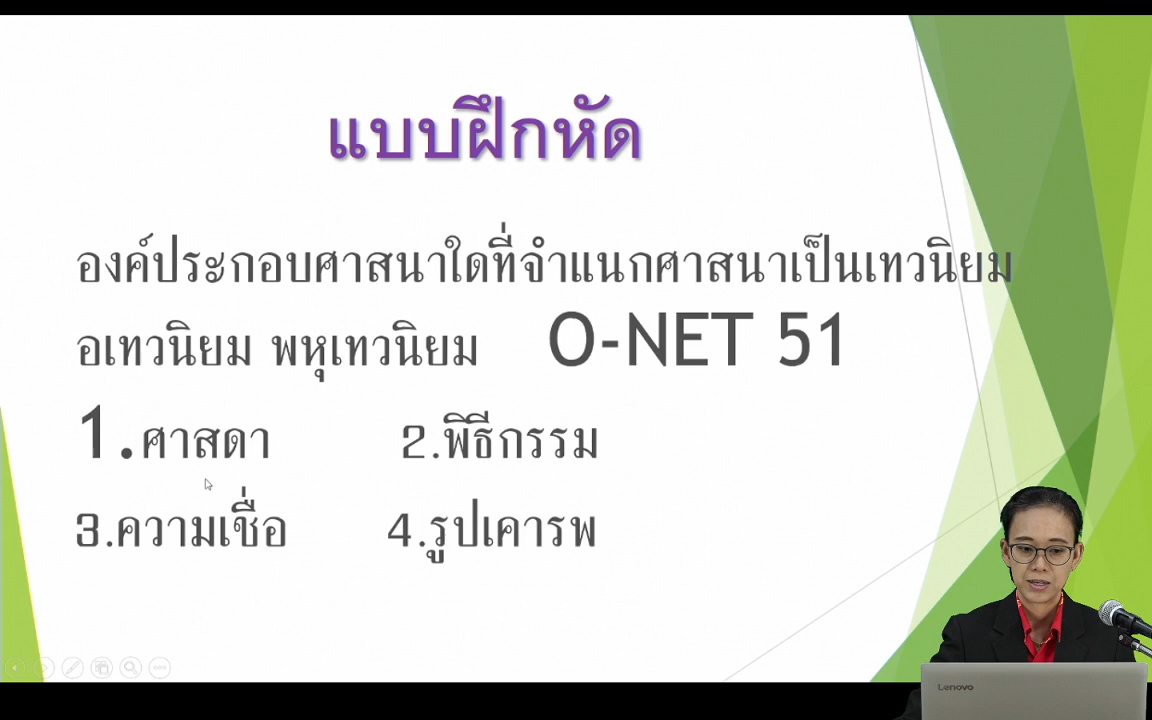 แบบฝึกหัด
องค์ประกอบศาสนาใดที่จำแนกศาสนาเป็นเทวนิยม
อเทวนิยม พหุเทวนิยม O-NET 51
1.ศาสดา 2.พิธีกรรม
3.ความเชื่อ 4.รูปเคารพ
Lenovo